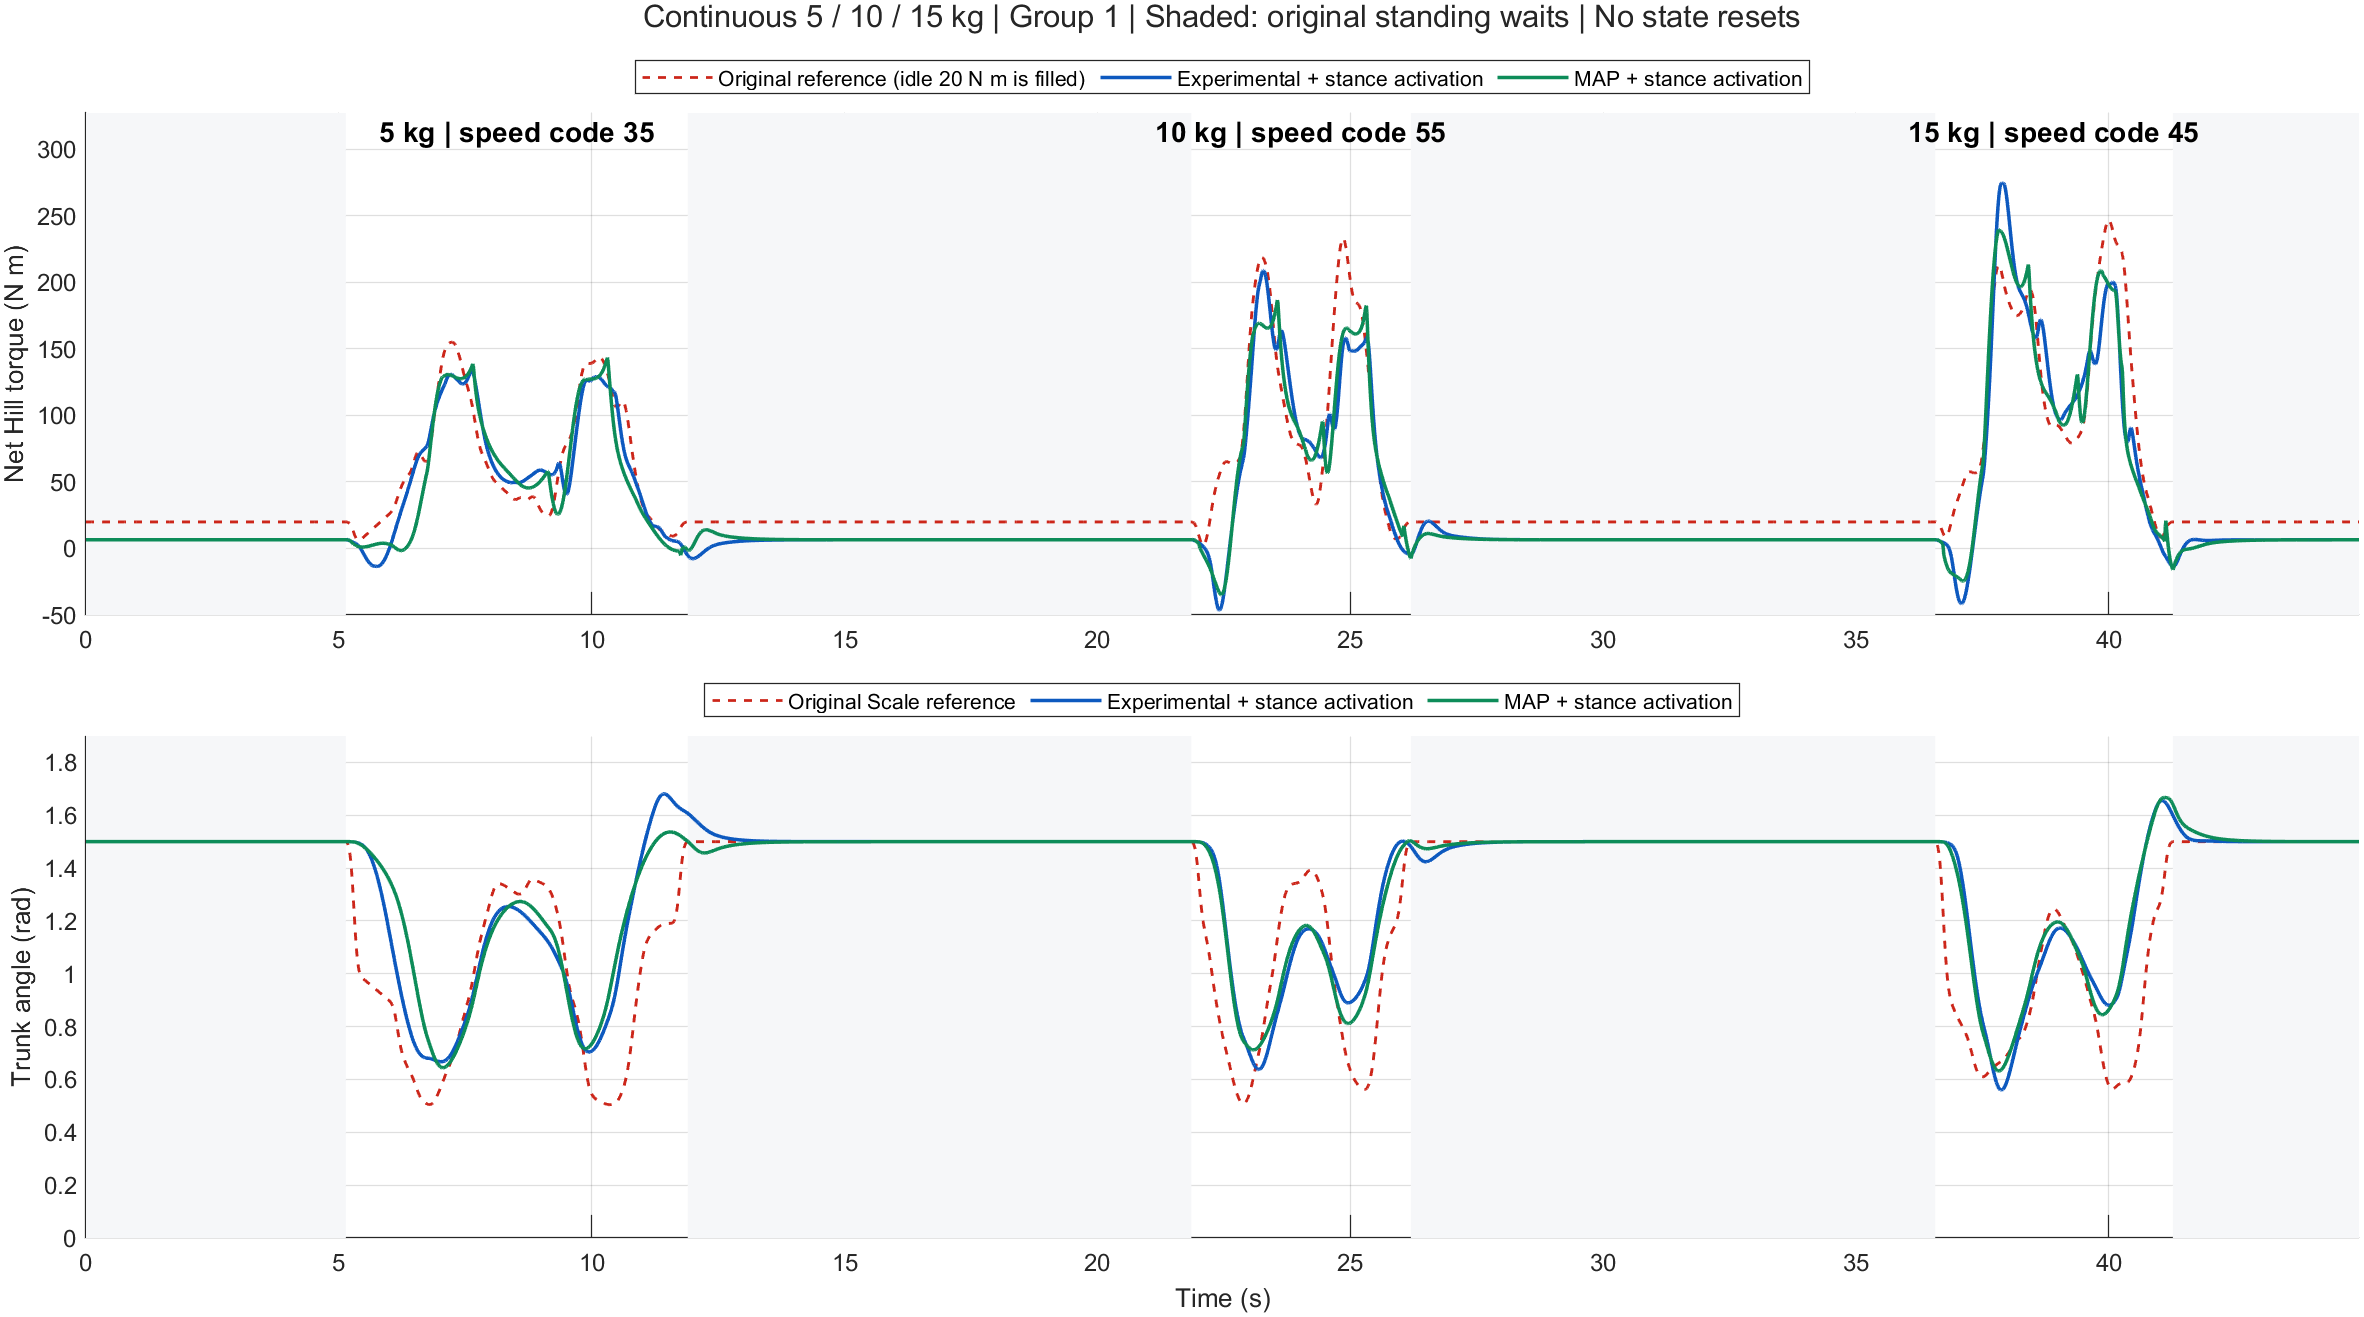 Continuous 5 / 10 / 15 kg | Group 1 | Shaded: original standing waits | No state resets
Original reference (idle 20 N m is filled) Experimental + stance activation MAP + stance activation
5 kg | speed code 35 10 kg | speed code 55 15 kg | speed code 45
Net Hill torque (N m)
300
250
200
150
100
50
0
-50
0 5 10 15 20 25 30 35 40
Original Scale reference Experimental + stance activation MAP + stance activation
Trunk angle (rad)
1.8
1.6
1.4
1.2
1
0.8
0.6
0.4
0.2
0
0 5 10 15 20 25 30 35 40
Time (s)